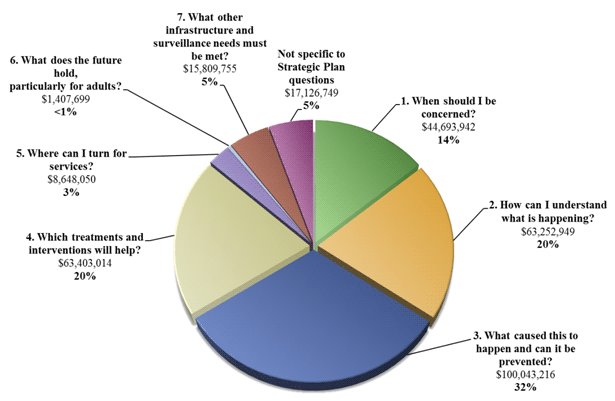 7. What other
infrastructure and
surveillance needs must
be met?
$15,809,755
5%
Not specific to
Strategic Plan
questions
$17,126,749
5%
1. When should I be
concerned?
$44,693,942
14%
2. How can I understand
what is happening?
$63,252,949
20%
3. What caused this to
happen and can it be
prevented?
$100,043,216
32%
4. Which treatments and
interventions will help?
$63,403,014
20%
5. Where can I turn for
services?
$8,648,050
3%
6. What does the future
hold,
particularly for adults?
$1,407,699
<1%